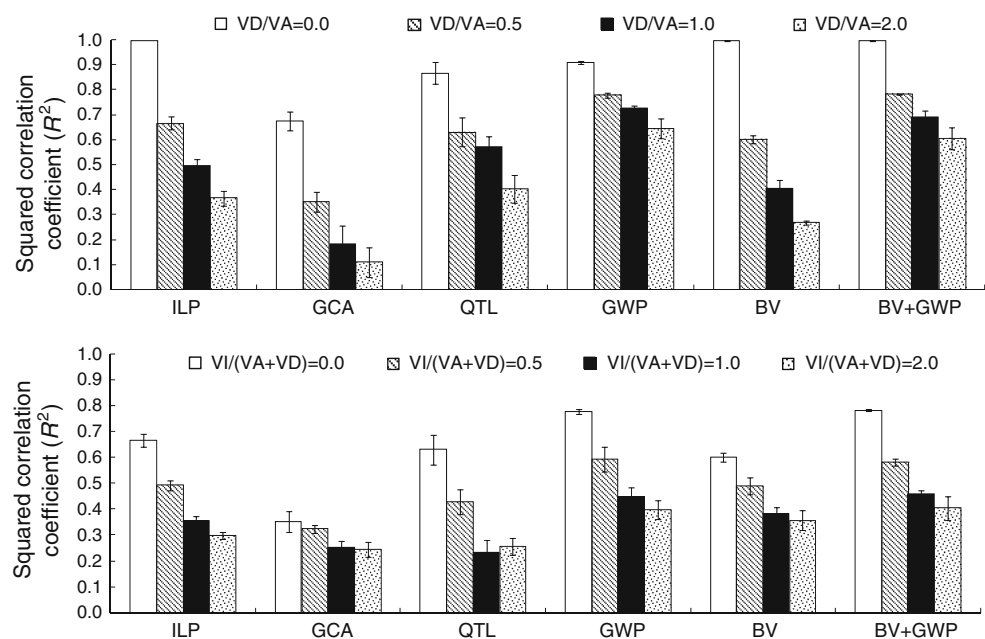 VD/VA=0.0 VD/VA=0.5 VD/VA=1.0 VD/VA=2.0
Squared correlation
coefficient (R²)
1.0
0.9
0.8
0.7
0.6
0.5
0.4
0.3
0.2
0.1
0.0
ILP GCA QTL GWP BV BV+GWP
VI/(VA+VD)=0.0 VI/(VA+VD)=0.5 VI/(VA+VD)=1.0 VI/(VA+VD)=2.0
Squared correlation
coefficient (R²)
1.0
0.9
0.8
0.7
0.6
0.5
0.4
0.3
0.2
0.1
0.0
ILP GCA QTL GWP BV BV+GWP